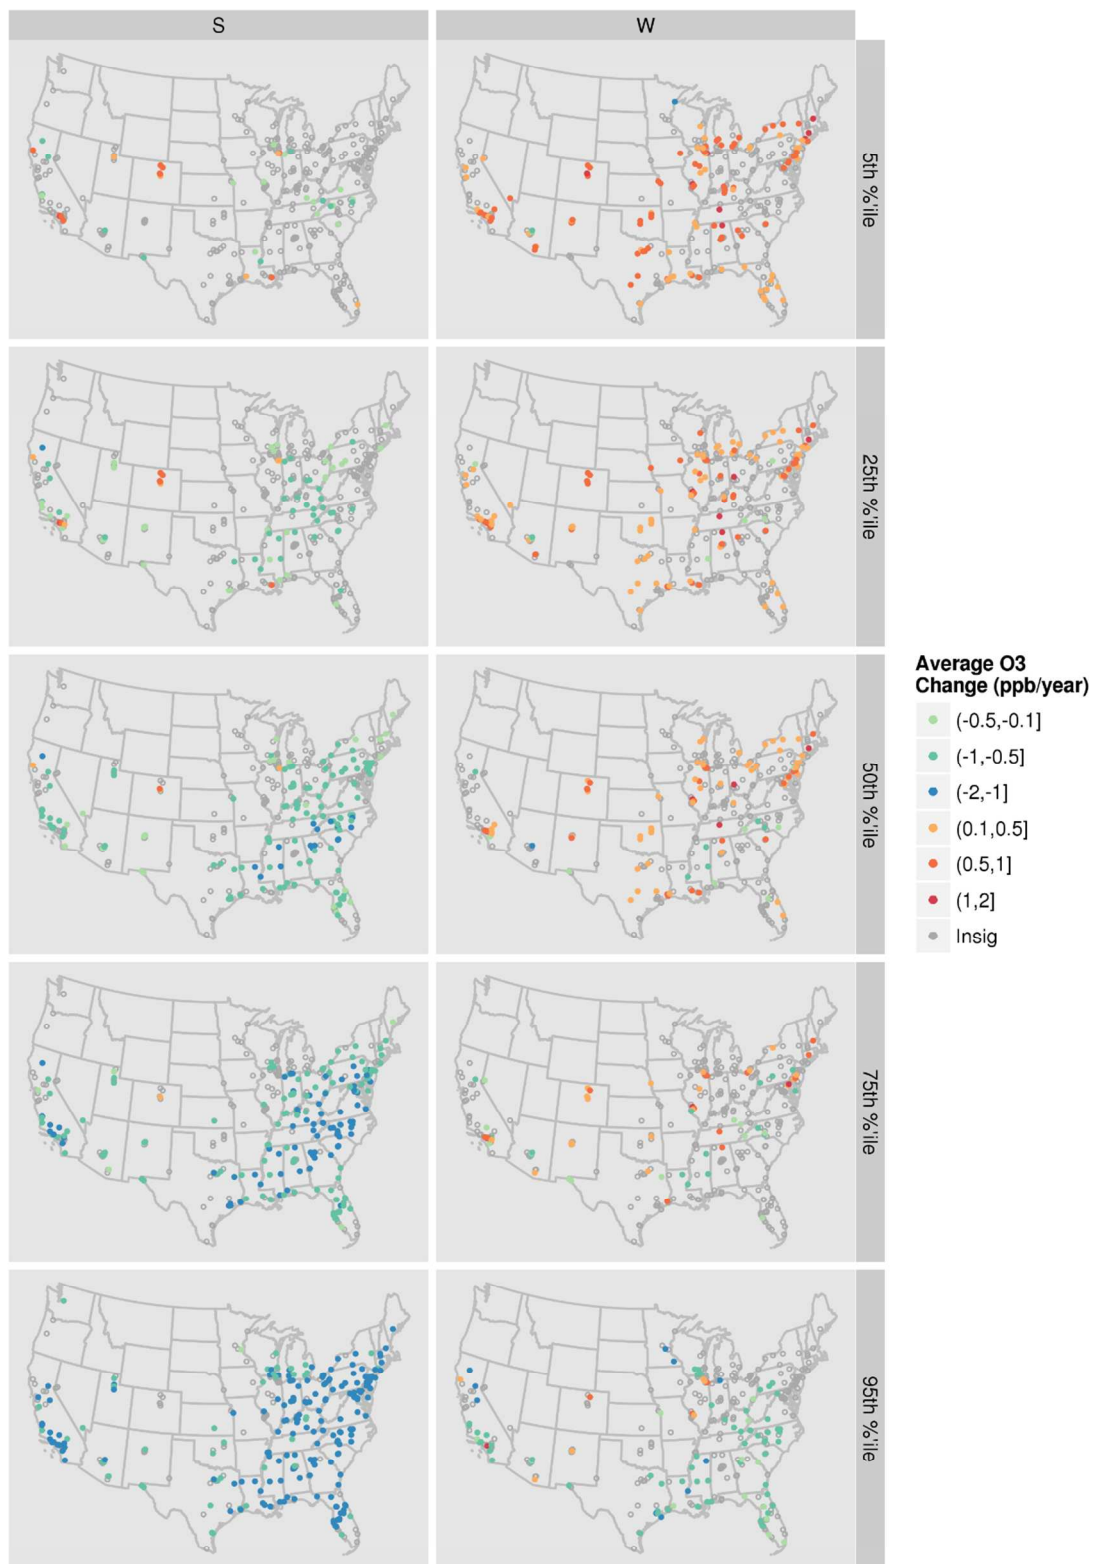 S
W
5th %'ile
25th %'ile
50th %'ile
75th %'ile
95th %'ile
Average O3
Change (ppb/year)
(-0.5,-0.1]
(-1,-0.5]
(-2,-1]
(0.1,0.5]
(0.5,1]
(1,2]
Insig